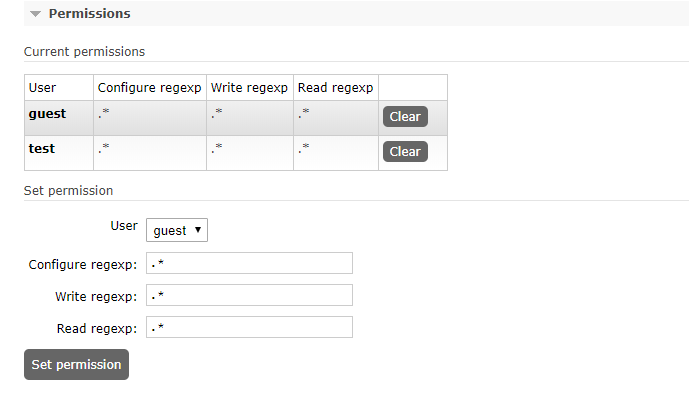 Permissions
Current permissions
User Configure regexp Write regexp Read regexp
guest .* .* .* Clear
test .* .* .* Clear
Set permission
User guest
Configure regexp: .*
Write regexp: .*
Read regexp: .*
Set permission